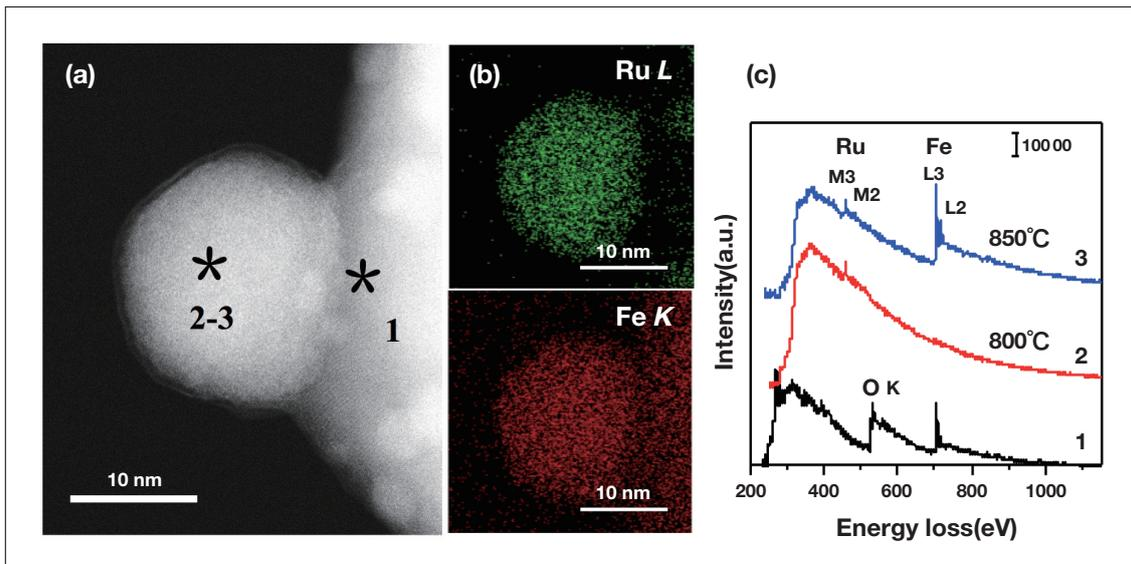 (a)
*
2-3
*
1
10 nm
(b)
Ru L
10 nm
Fe K
10 nm
(c)
Ru Fe
10000
M3
M2
L3
L2
850°C
3
800°C
2
O K
1
Intensity(a.u.)
200 400 600 800 1000
Energy loss(eV)